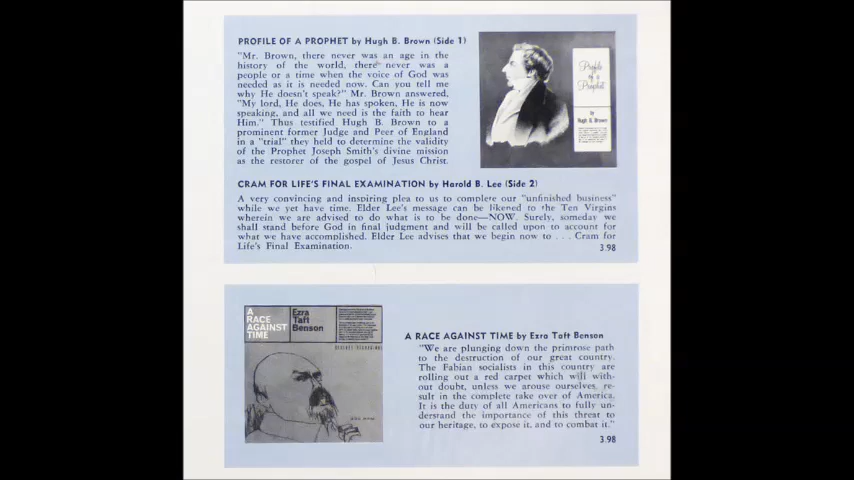 PROFILE OF A PROPHET by Hugh B. Brown (Side 1)
"Mr. Brown, there never was an age in the
history of the world, there never was a
people or a time when the voice of God was
needed as it is needed now. Can you tell me
why He doesn't speak?" Mr. Brown answered,
"My lord, He does, He has spoken, He is now
speaking, and all we need is the faith to hear
Him." Thus testified Hugh B. Brown to a
prominent former Judge and Peer of England
in a "trial" they held to determine the validity
of the Prophet Joseph Smith's divine mission
as the restorer of the gospel of Jesus Christ.
Profile
of a
Prophet
by
Hugh B. Brown
CRAM FOR LIFE'S FINAL EXAMINATION by Harold B. Lee (Side 2)
A very convincing and inspiring plea to us to complete our "unfinished business"
while we yet have time. Elder Lee's message can be likened to the Ten Virgins
wherein we are advised to do what is to be done—NOW. Surely, someday we
shall stand before God in final judgment and will be called upon to account for
what we have accomplished. Elder Lee advises that we begin now to . . . Cram for
Life's Final Examination.
3.98
A
RACE
AGAINST
TIME
Ezra
Taft
Benson
A RACE AGAINST TIME by Ezra Taft Benson
"We are plunging down the primrose path
to the destruction of our great country.
The Fabian socialists in this country are
rolling out a red carpet which will with-
out doubt, unless we arouse ourselves, re-
sult in the complete take over of America.
It is the duty of all Americans to fully un-
derstand the importance of this threat to
our heritage, to expose it, and to combat it."
3.98